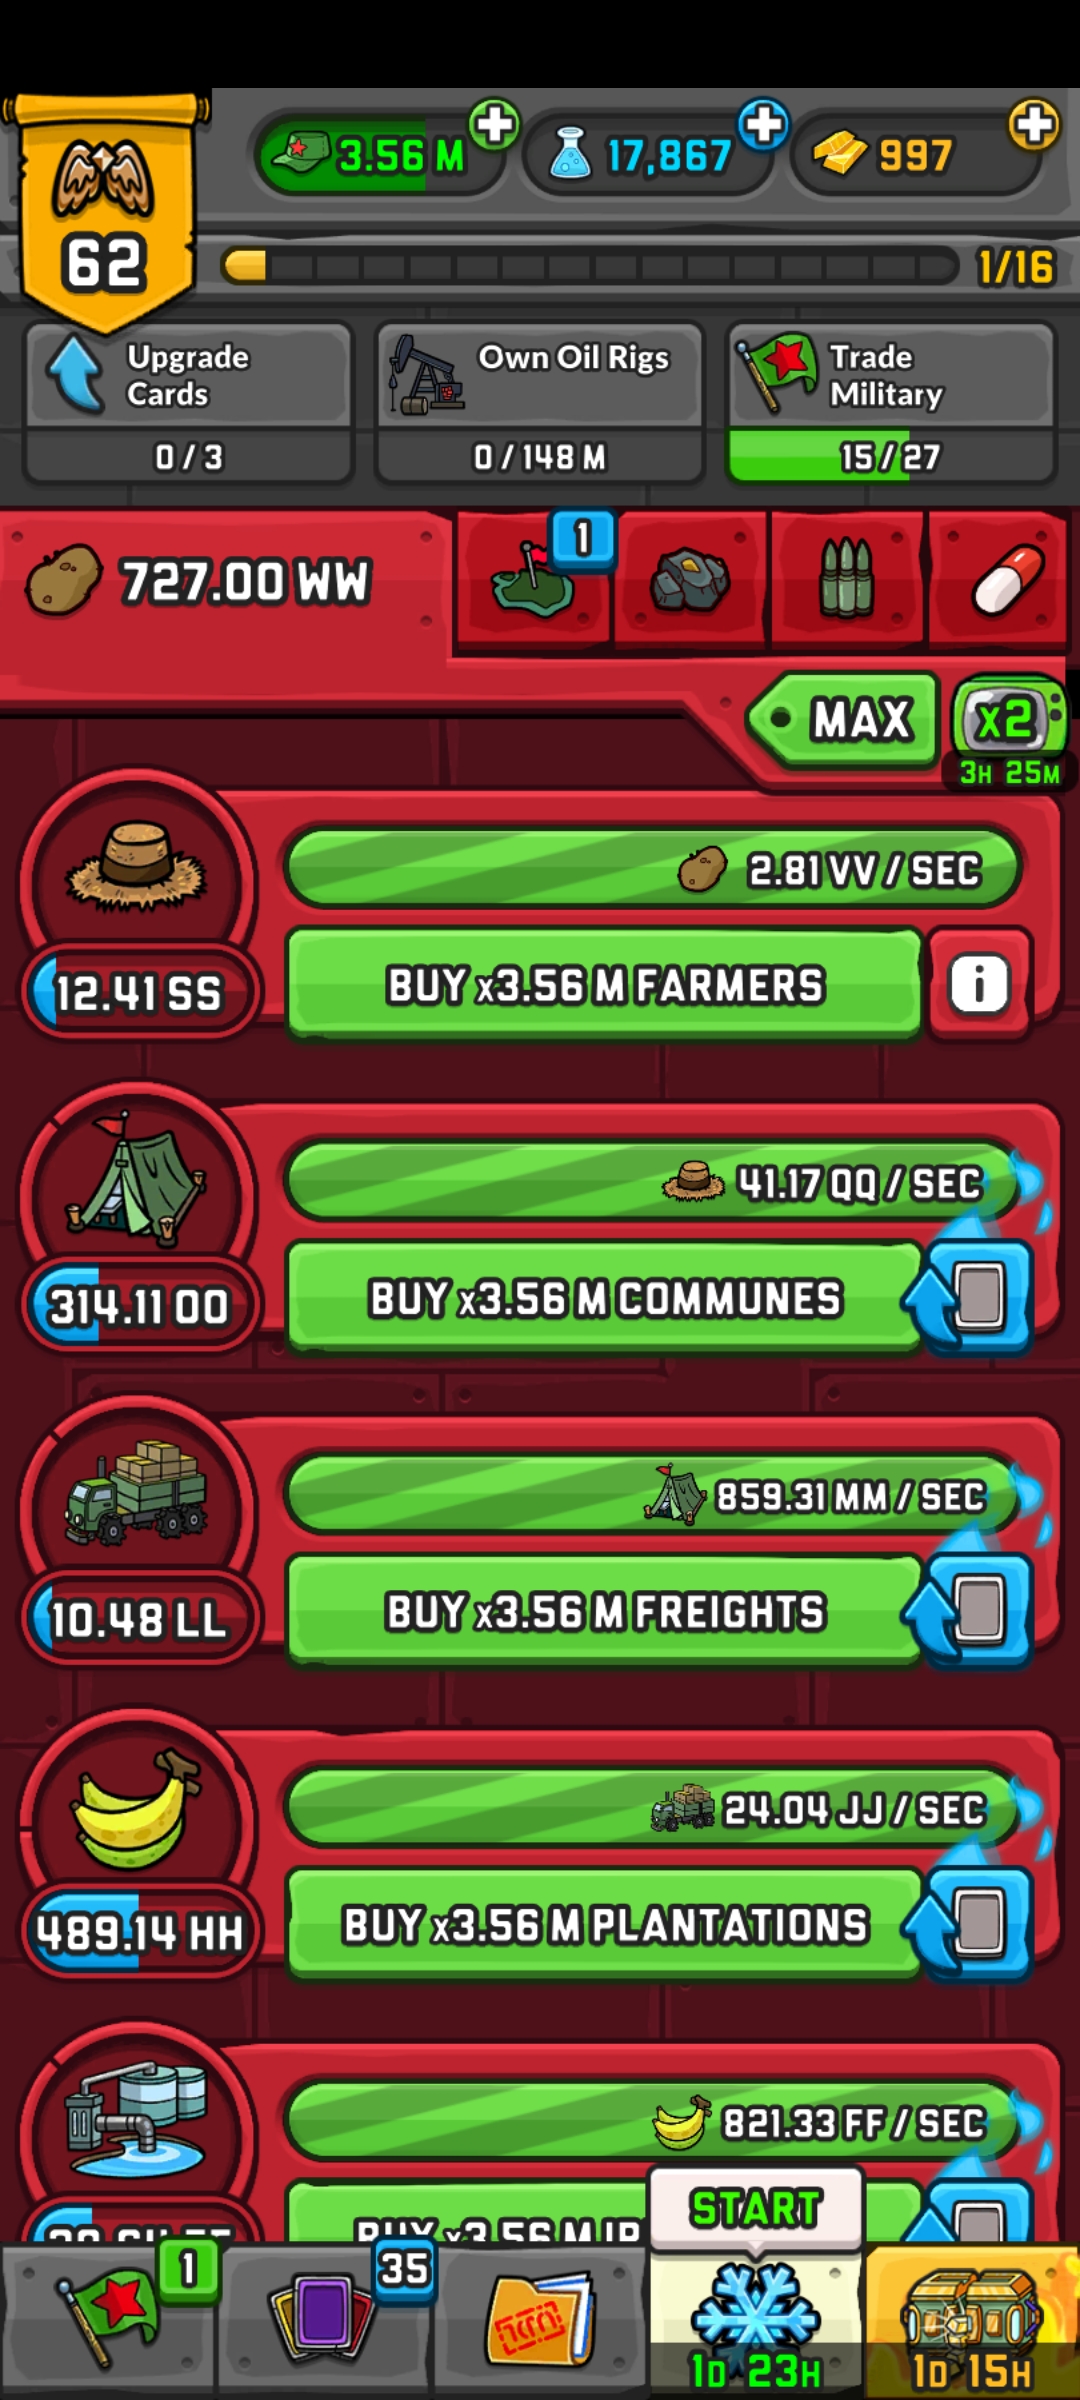 3.56 M
17,867
997
62
1/16
Upgrade
Cards
0 / 3
Own Oil Rigs
0 / 148 M
Trade
Military
15 / 27
727.00 WW
1
MAX
x2
3H 25M
2.81 VV / SEC
12.41 SS
BUY x3.56 M FARMERS
i
41.17 QQ / SEC
314.11 OO
BUY x3.56 M COMMUNES
859.31 MM / SEC
10.48 LL
BUY x3.56 M FREIGHTS
24.04 JJ / SEC
489.14 HH
BUY x3.56 M PLANTATIONS
821.33 FF / SEC
BUY x3.56 M
START
1
35
1D 23H
1D 15H